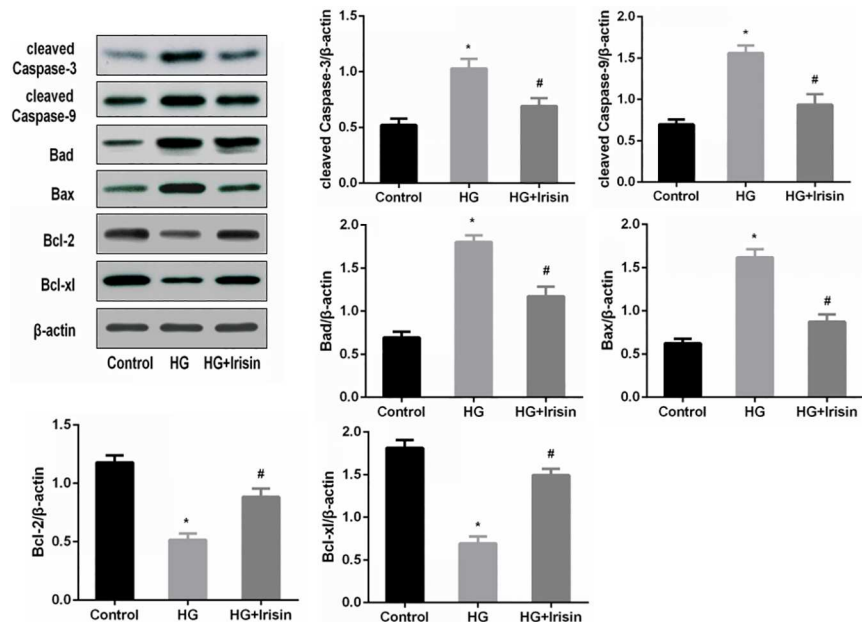 cleaved
Caspase-3
cleaved
Caspase-9
Bad
Bax
Bcl-2
Bcl-xl
β-actin
Control HG HG+Irisin
cleaved Caspase-3/β-actin
1.5
1.0
0.5
0.0
*
#
Control HG HG+Irisin
cleaved Caspase-9/β-actin
2.0
1.5
1.0
0.5
0.0
*
#
Control HG HG+Irisin
Bad/β-actin
2.0
1.5
1.0
0.5
0.0
*
#
Control HG HG+Irisin
Bax/β-actin
2.0
1.5
1.0
0.5
0.0
*
#
Control HG HG+Irisin
Bcl-2/β-actin
1.5
1.0
0.5
0.0
*
#
Control HG HG+Irisin
Bcl-xl/β-actin
2.0
1.5
1.0
0.5
0.0
*
#
Control HG HG+Irisin